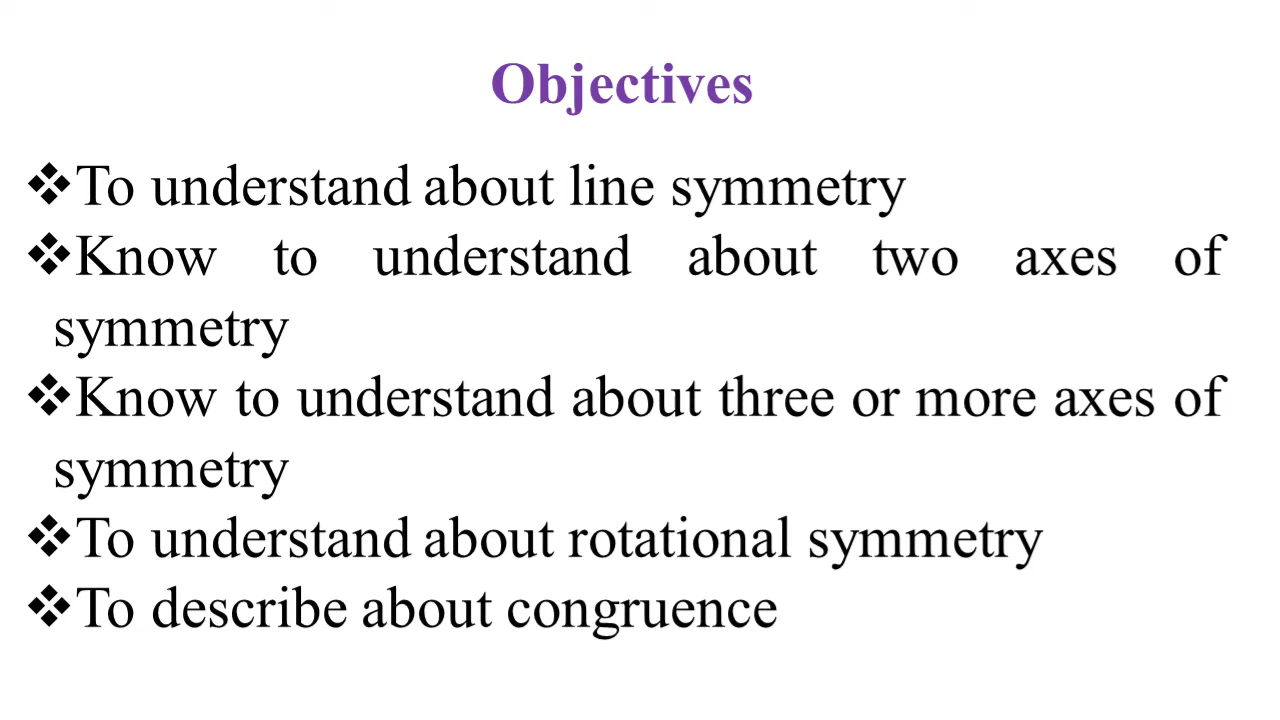 Objectives
❖To understand about line symmetry
❖Know to understand about two axes of
symmetry
❖Know to understand about three or more axes of
symmetry
❖To understand about rotational symmetry
❖To describe about congruence